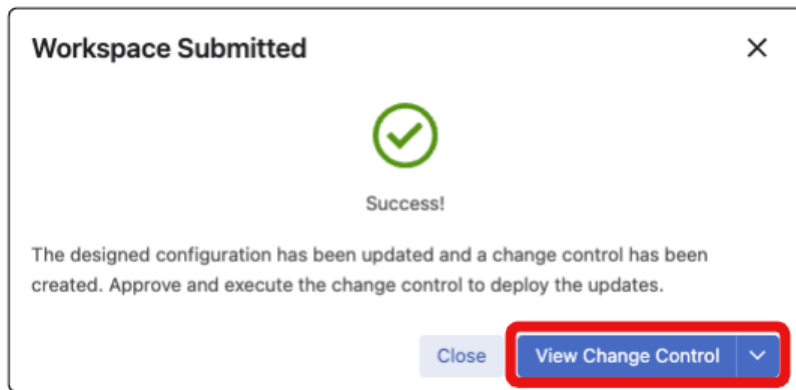 Workspace Submitted
Success!
The designed configuration has been updated and a change control has been
created. Approve and execute the change control to deploy the updates.
Close
View Change Control